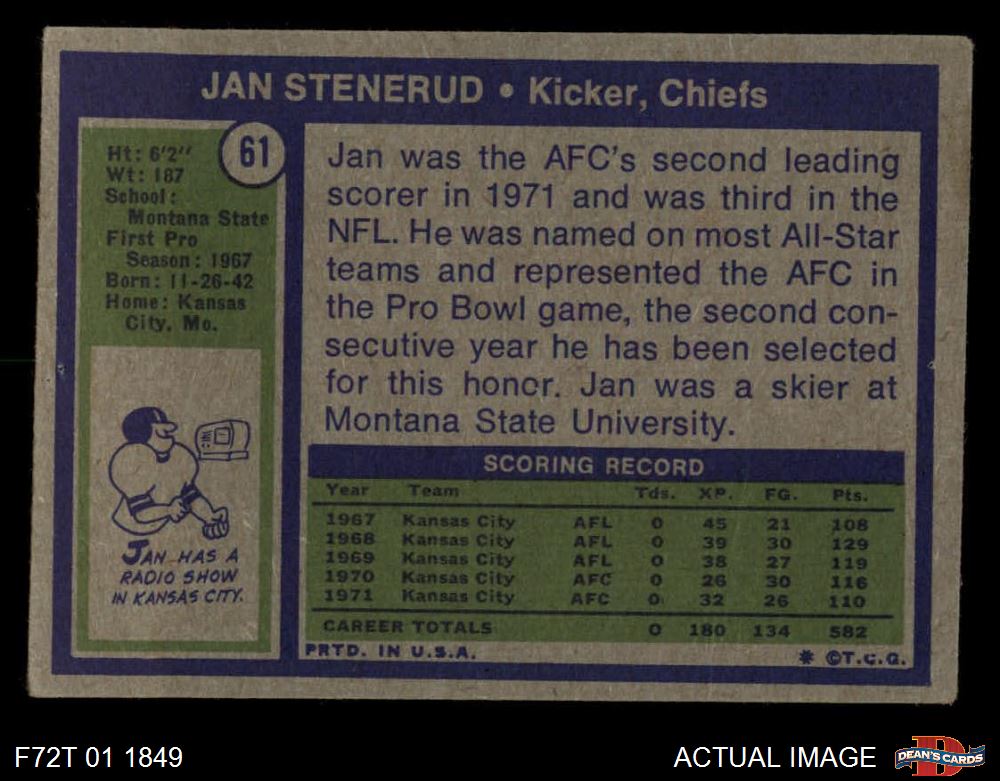 JAN STENERUD • Kicker, Chiefs
61
Ht: 6'2''
Wt: 187
School:
Montana State
First Pro
Season: 1967
Born: 11-26-42
Home: Kansas
City, Mo.
JAN HAS A
RADIO SHOW
IN KANSAS CITY.
Jan was the AFC's second leading
scorer in 1971 and was third in the
NFL. He was named on most All-Star
teams and represented the AFC in
the Pro Bowl game, the second con-
secutive year he has been selected
for this honor. Jan was a skier at
Montana State University.
SCORING RECORD
Year Team Tds. XP. FG. Pts.
1967 Kansas City AFL 0 45 21 108
1968 Kansas City AFL 0 39 30 129
1969 Kansas City AFL 0 38 27 119
1970 Kansas City AFC 0 26 30 116
1971 Kansas City AFC 0 32 26 110
CAREER TOTALS 0 180 134 582
PRTD. IN U.S.A. * ©T.C.G.
F72T 01 1849
ACTUAL IMAGE
D
DEAN'S CARDS